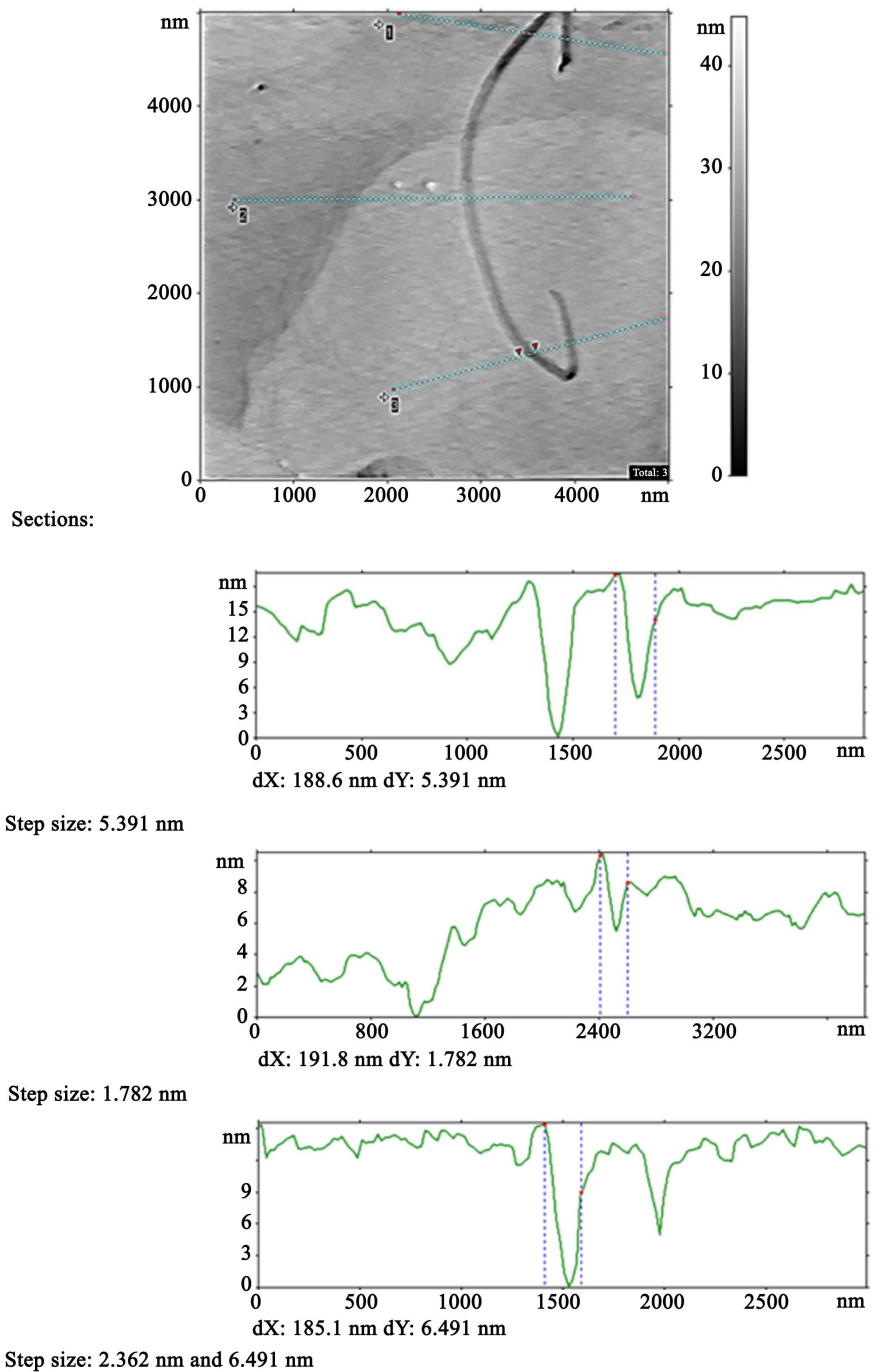 nm
nm
1
40
4000
30
3000
2
20
2000
10
1000
3
Total: 3
0
0
0 1000 2000 3000 4000 nm
Sections:
nm
15
12
9
6
3
0
0 500 1000 1500 2000 2500 nm
dX: 188.6 nm dY: 5.391 nm
Step size: 5.391 nm
nm
8
6
4
2
0
0 800 1600 2400 3200 nm
dX: 191.8 nm dY: 1.782 nm
Step size: 1.782 nm
nm
9
6
3
0
0 500 1000 1500 2000 2500 nm
dX: 185.1 nm dY: 6.491 nm
Step size: 2.362 nm and 6.491 nm